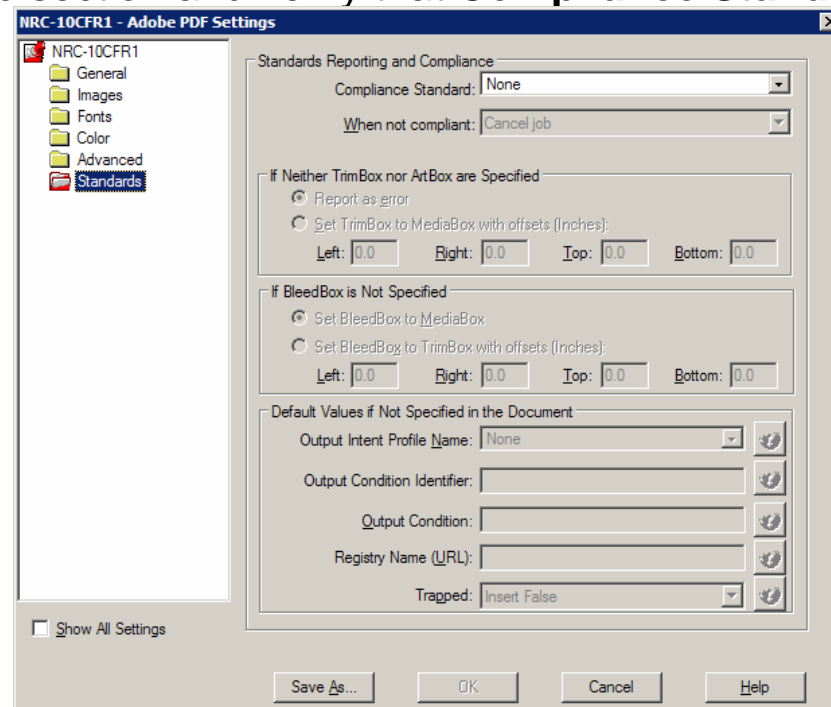 NRC-10CFR1 - Adobe PDF Settings
NRC-10CFR1
General
Images
Fonts
Color
Advanced
Standards
Show All Settings
Standards Reporting and Compliance
Compliance Standard: None
When not compliant: Cancel job
If Neither TrimBox nor ArtBox are Specified
Report as error
Set TrimBox to MediaBox with offsets (Inches):
Left: 0.0 Right: 0.0 Top: 0.0 Bottom: 0.0
If BleedBox is Not Specified
Set BleedBox to MediaBox
Set BleedBox to TrimBox with offsets (Inches):
Left: 0.0 Right: 0.0 Top: 0.0 Bottom: 0.0
Default Values if Not Specified in the Document
Output Intent Profile Name: None
Output Condition Identifier:
Output Condition:
Registry Name (URL):
Trapped: Insert False
Save As... OK Cancel Help